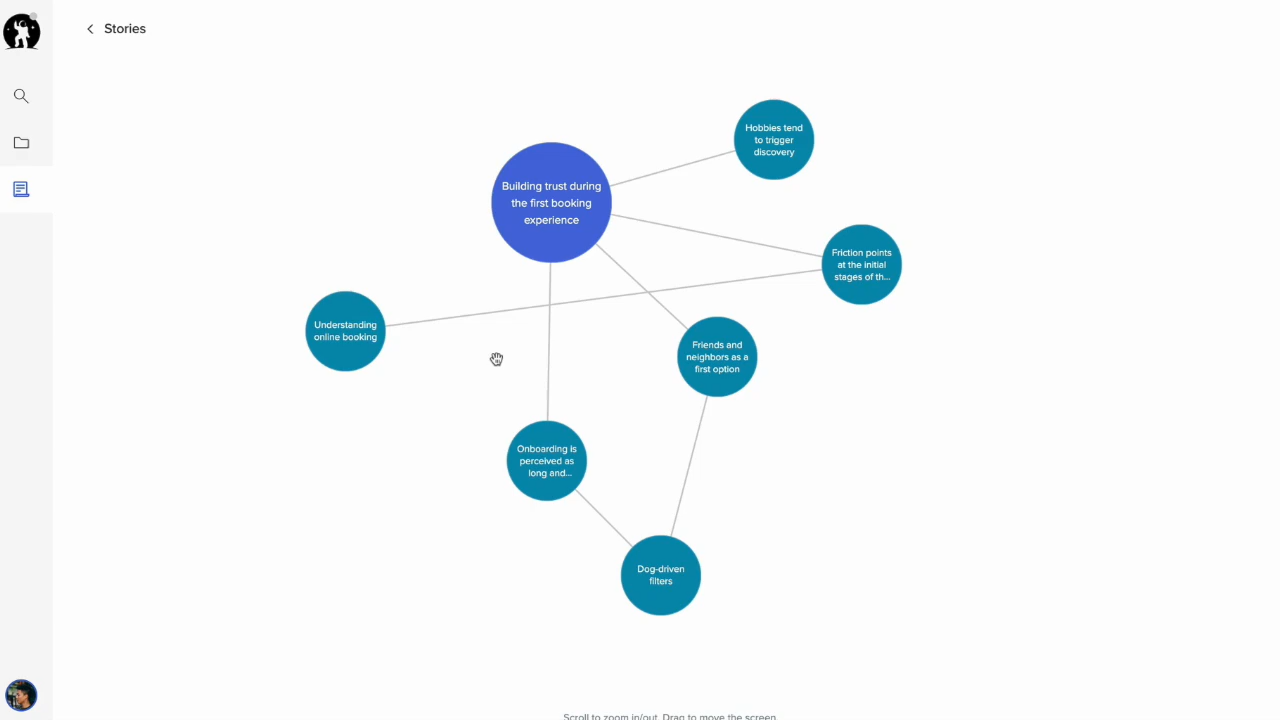 Stories
Hobbies tend
to trigger
discovery
Building trust during
the first booking
experience
Friction points
at the initial
stages of th...
Understanding
online booking
Friends and
neighbors as a
first option
Onboarding is
perceived as
long and...
Dog-driven
filters
Scroll to zoom in/out. Drag to move the screen.